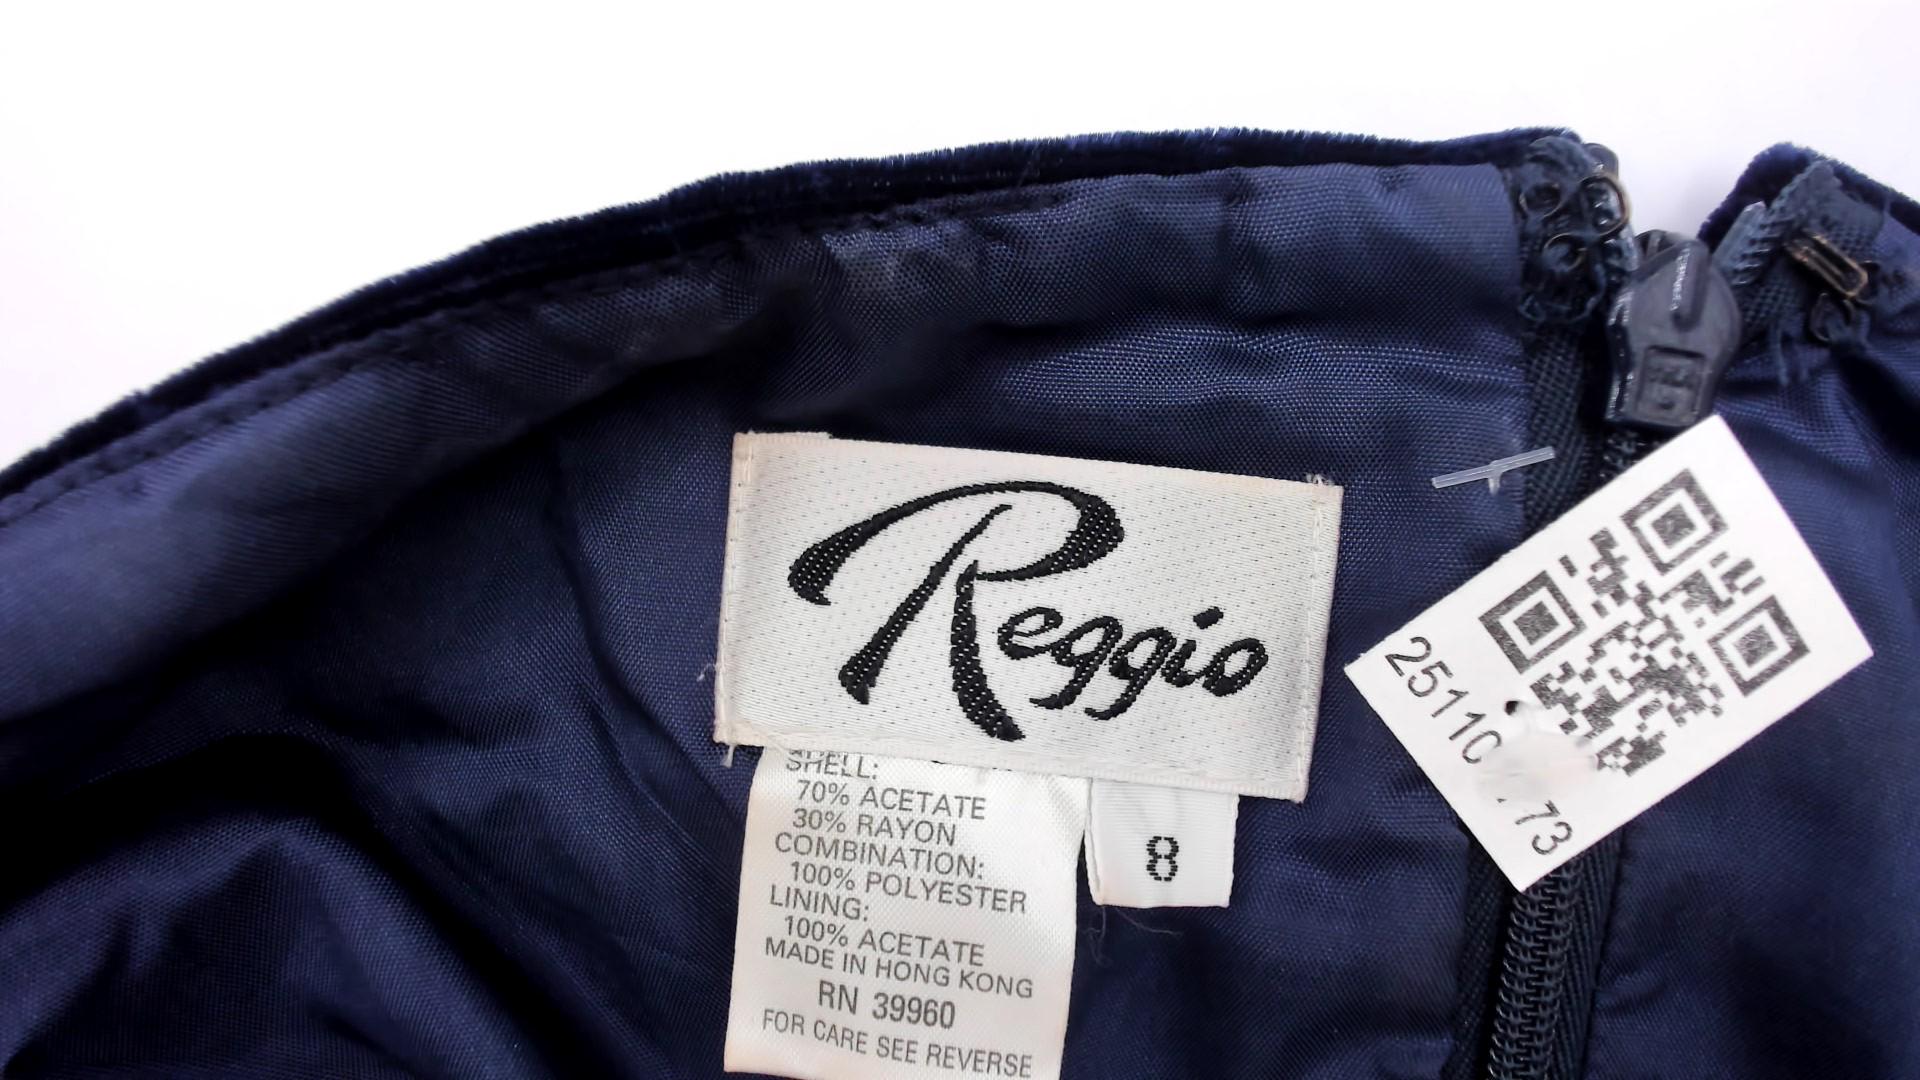 Reggio
SHELL:
70% ACETATE
30% RAYON
COMBINATION:
100% POLYESTER
LINING:
100% ACETATE
MADE IN HONG KONG
RN 39960
FOR CARE SEE REVERSE
8